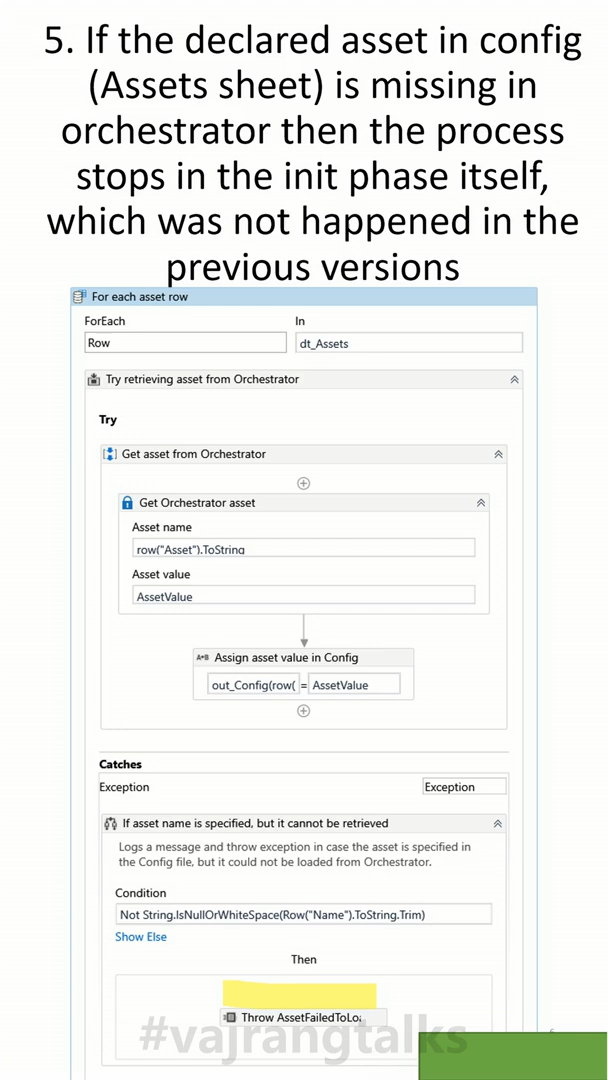 5. If the declared asset in config
(Assets sheet) is missing in
orchestrator then the process
stops in the init phase itself,
which was not happened in the
previous versions
For each asset row
ForEach
In
Row
dt_Assets
Try retrieving asset from Orchestrator
Try
Get asset from Orchestrator
Get Orchestrator asset
Asset name
row("Asset").ToString
Asset value
AssetValue
A*B Assign asset value in Config
out_Config(row( = AssetValue
Catches
Exception
Exception
If asset name is specified, but it cannot be retrieved
Logs a message and throw exception in case the asset is specified in
the Config file, but it could not be loaded from Orchestrator.
Condition
Not String.IsNullOrWhiteSpace(Row("Name").ToString.Trim)
Show Else
Then
Throw AssetFailedToLo
#vajrangtalks